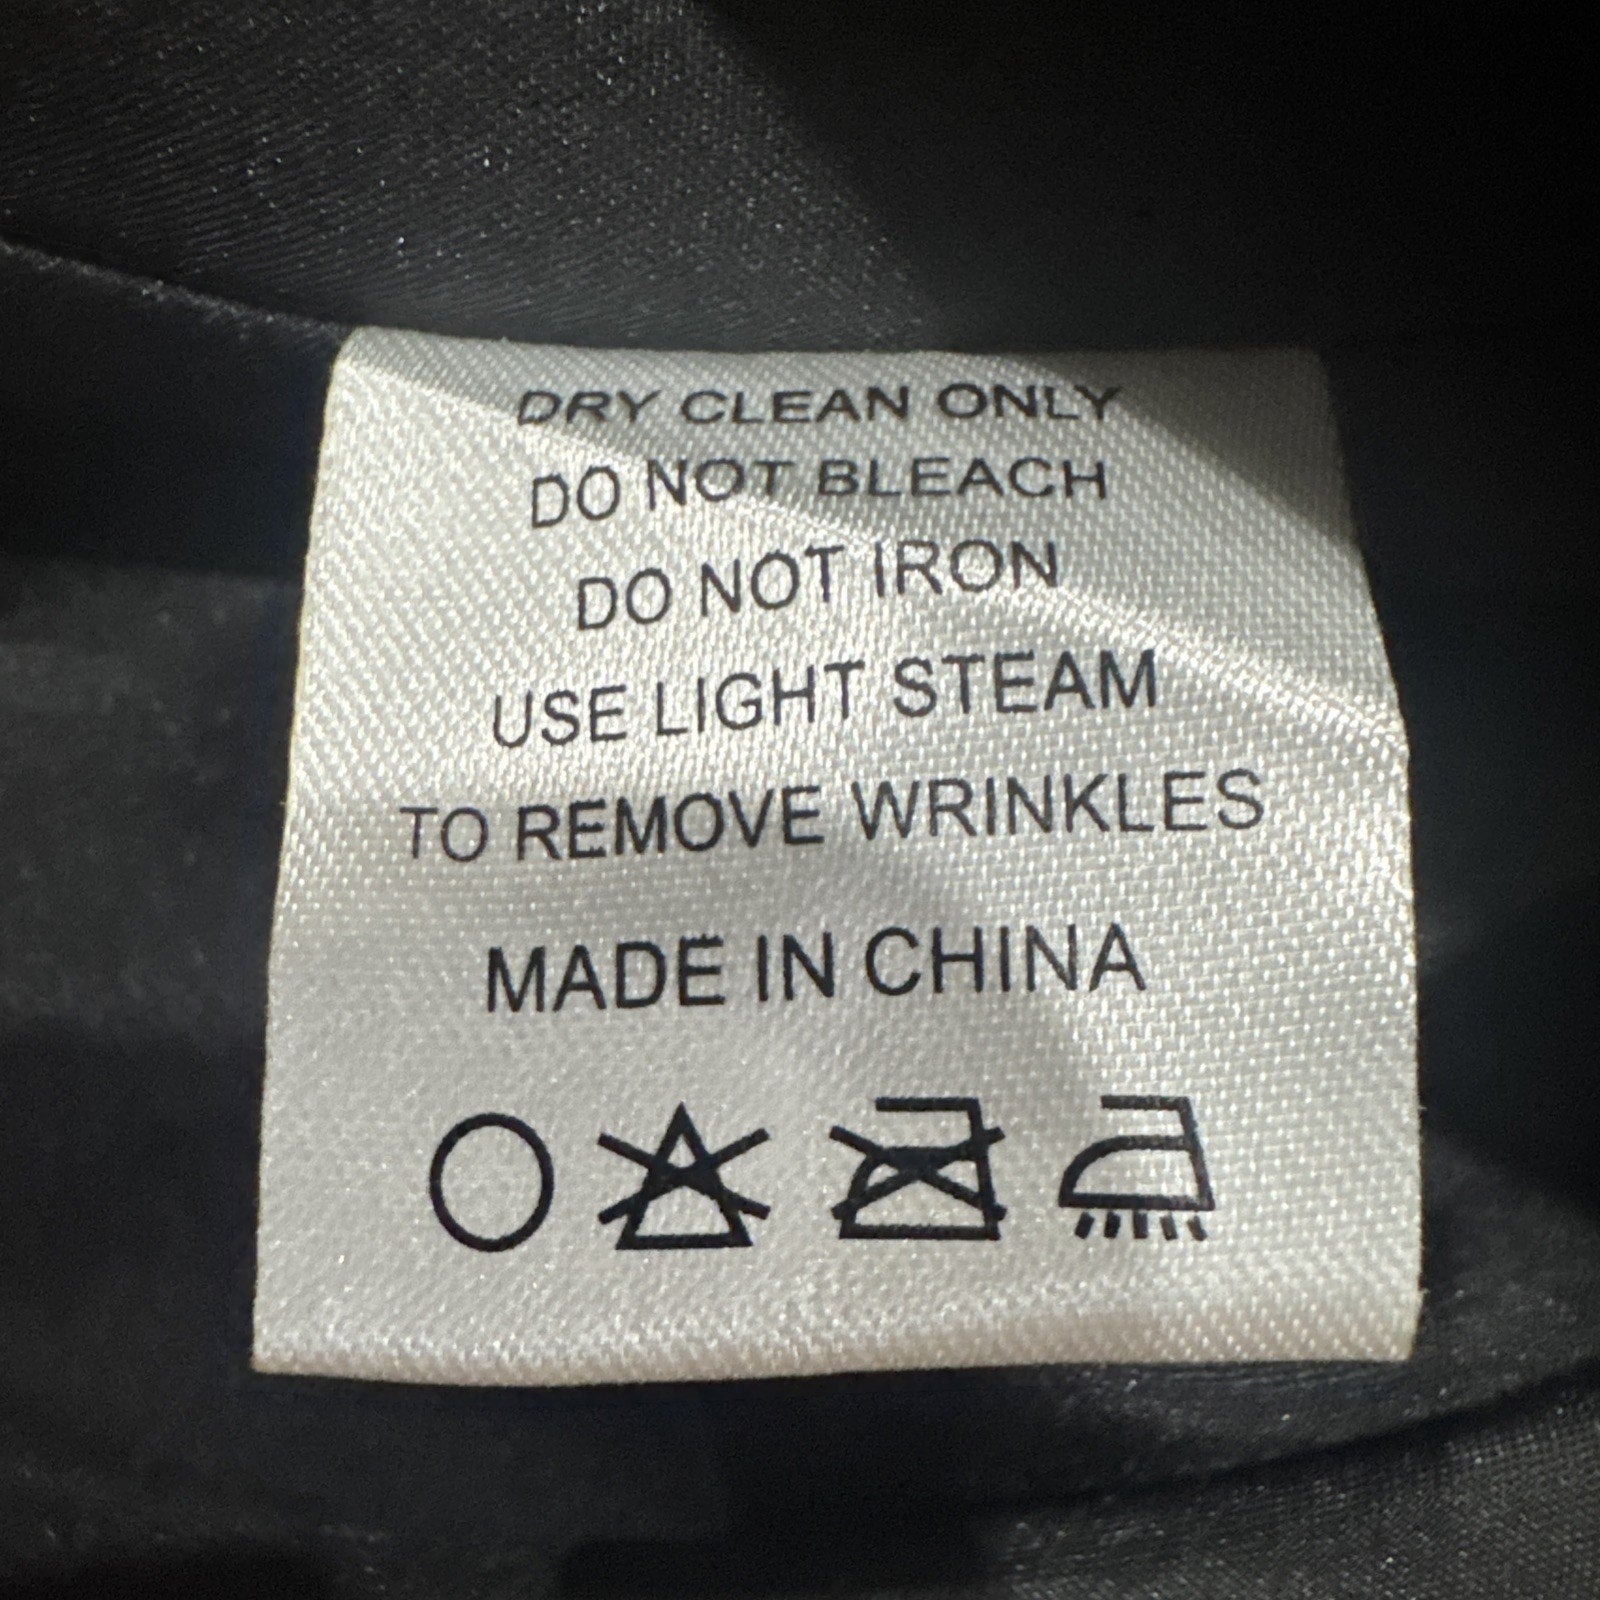 DRY CLEAN ONLY
DO NOT BLEACH
DO NOT IRON
USE LIGHT STEAM
TO REMOVE WRINKLES
MADE IN CHINA